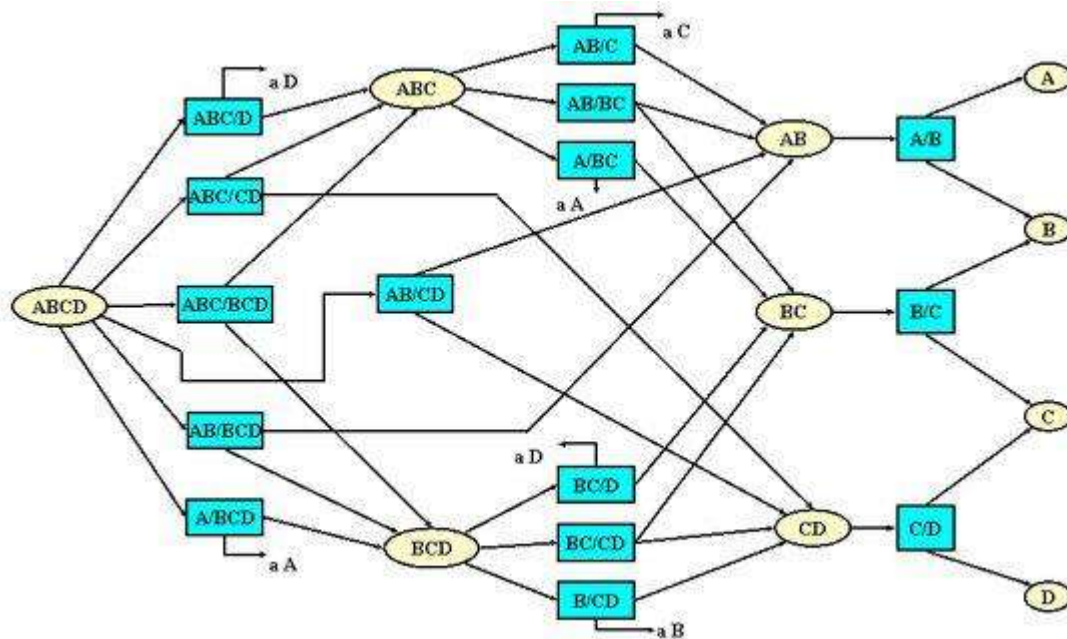 ABCD
ABC/D
a D
ABC/CD
ABC/BCD
AB/BCD
A/BCD
a A
ABC
AB/CD
BCD
AB/C
a C
AB/BC
A/BC
a A
a D
BC/D
BC/CD
B/CD
a B
AB
BC
CD
A/B
B/C
C/D
A
B
C
D